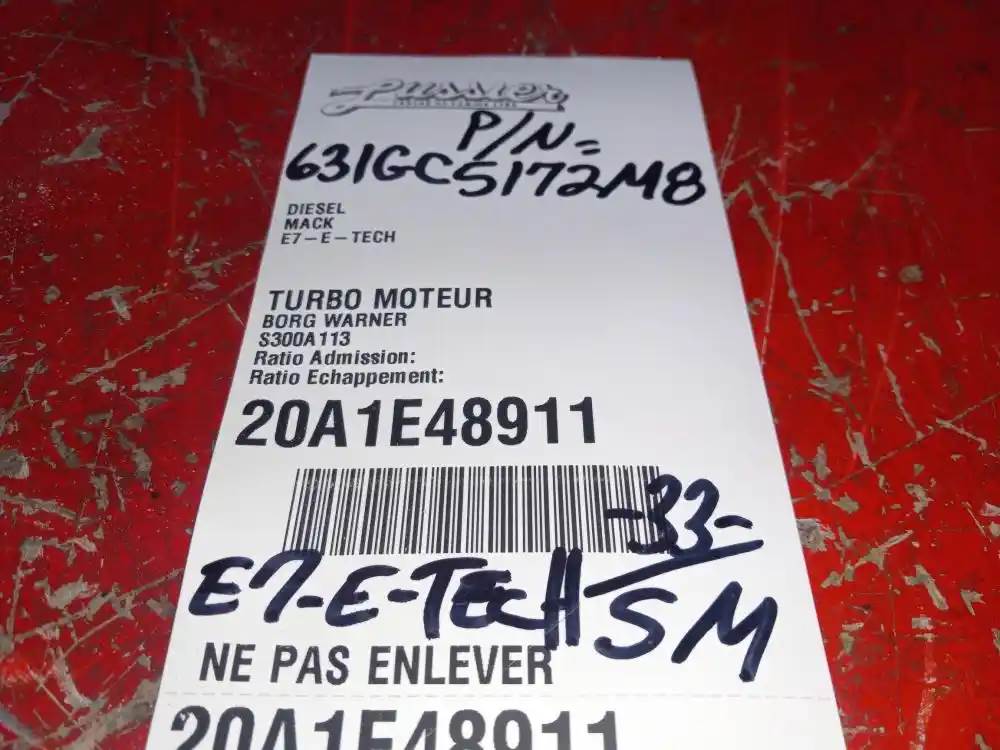 P/N=
631GC5172M8
DIESEL
MACK
E7-E-TECH
TURBO MOTEUR
BORG WARNER
S300A113
Ratio Admission:
Ratio Echappement:
20A1E48911
-33-
E7-E-TECH/SM
NE PAS ENLEVER
20A1E48911